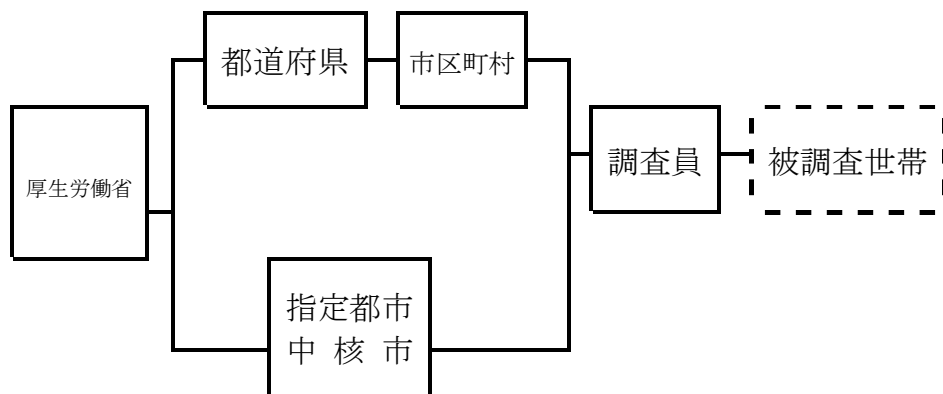 都道府県
市区町村
厚生労働省
調査員
被調査世帯
指定都市
中核市